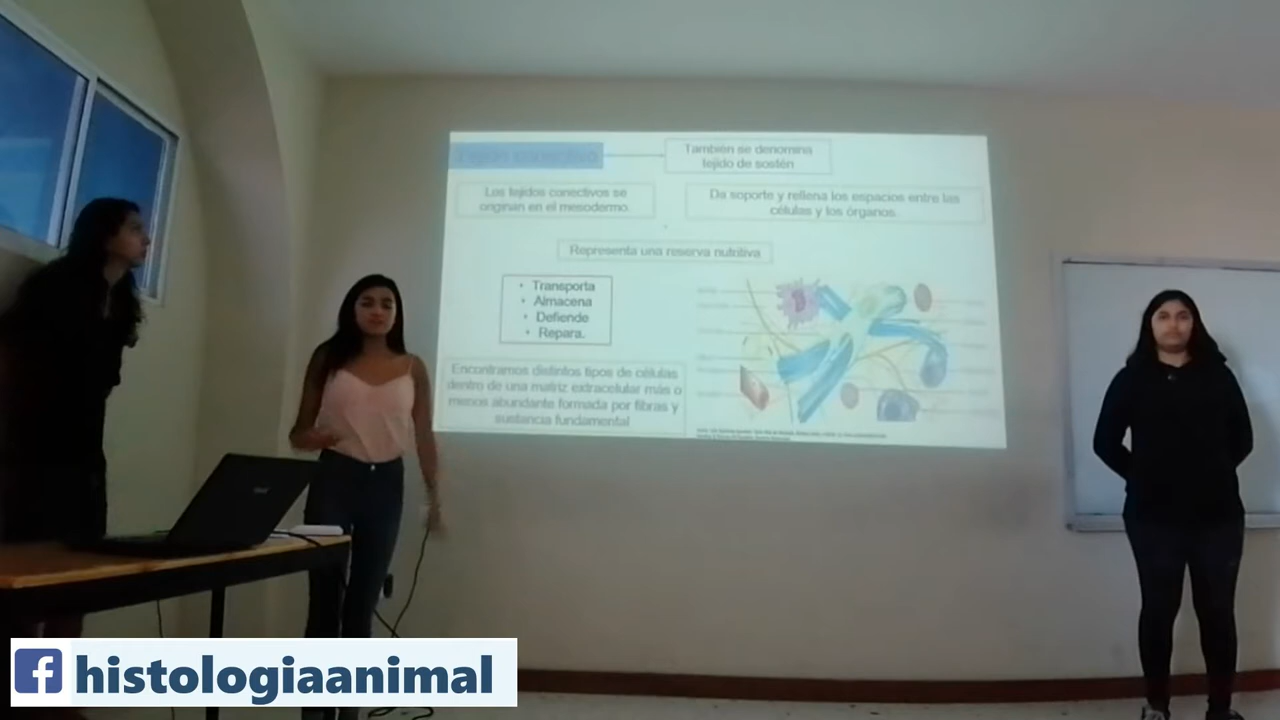 También se denomina
tejido de sostén
Los tejidos conectivos se
originan en el mesodermo.
Da soporte y rellena los espacios entre las
células y los órganos.
Representa una reserva nutritiva
• Transporta
• Almacena
• Defiende
• Repara.
Encontramos distintos tipos de células
dentro de una matriz extracelular más o
menos abundante formada por fibras y
sustancia fundamental
histologiaanimal